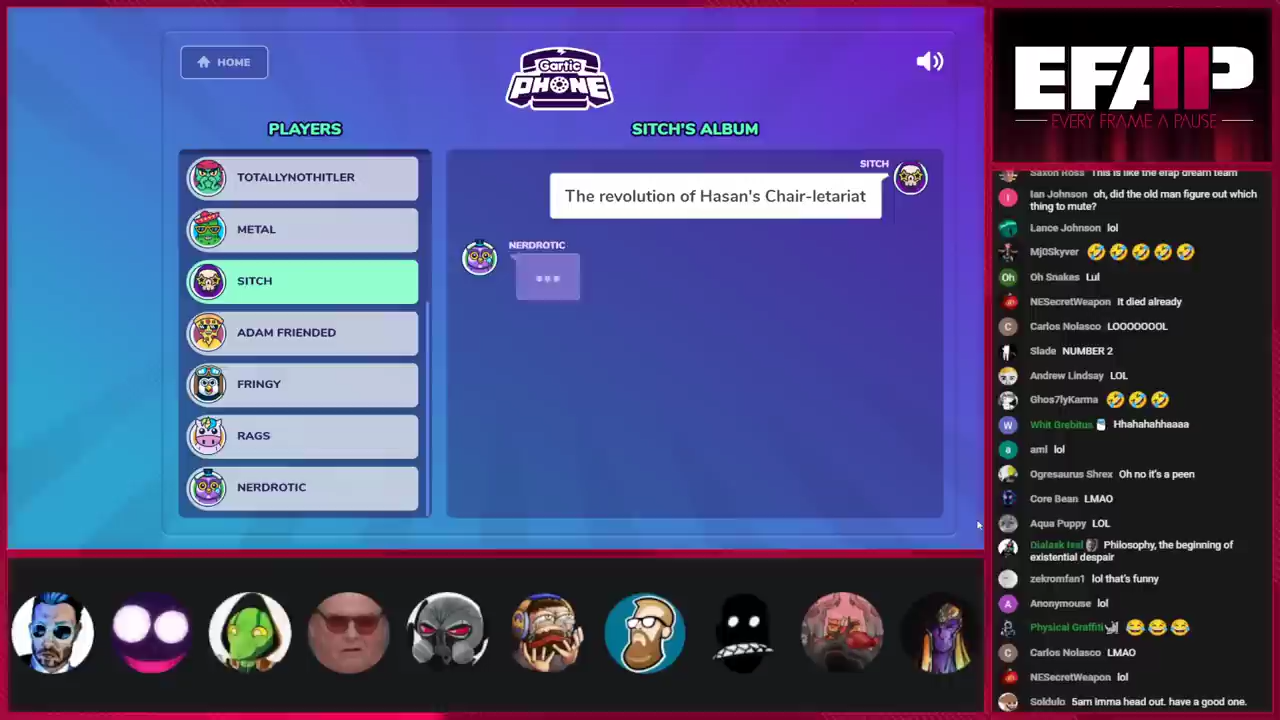 HOME
Gartic
PHONE
PLAYERS
TOTALLYNOTHITLER
METAL
SITCH
ADAM FRIENDED
FRINGY
RAGS
NERDROTIC
SITCH'S ALBUM
SITCH
The revolution of Hasan's Chair-letariat
NERDROTIC
EFAP
EVERY FRAME A PAUSE
Saxon Ross This is like the efap dream team
Ian Johnson oh, did the old man figure out which
thing to mute?
Lance Johnson lol
Mj0Skyver 🤣🤣🤣🤣🤣
Oh Snakes Lul
NESecretWeapon It died already
Carlos Nolasco LOOOOOOOL
Slade NUMBER 2
Andrew Lindsay LOL
Ghos7lyKarma 🤣🤣🤣
Whit Grebitus Hhahahahhaaaa
aml lol
Ogresaurus Shrex Oh no it's a peen
Core Bean LMAO
Aqua Puppy LOL
Philosophy, the beginning of
existential despair
zekromfan1 lol that's funny
Anonymouse lol
Physical Graffiti 😂😂😂
Carlos Nolasco LMAO
NESecretWeapon lol
Soldulo 5am Imma head out. have a good one.